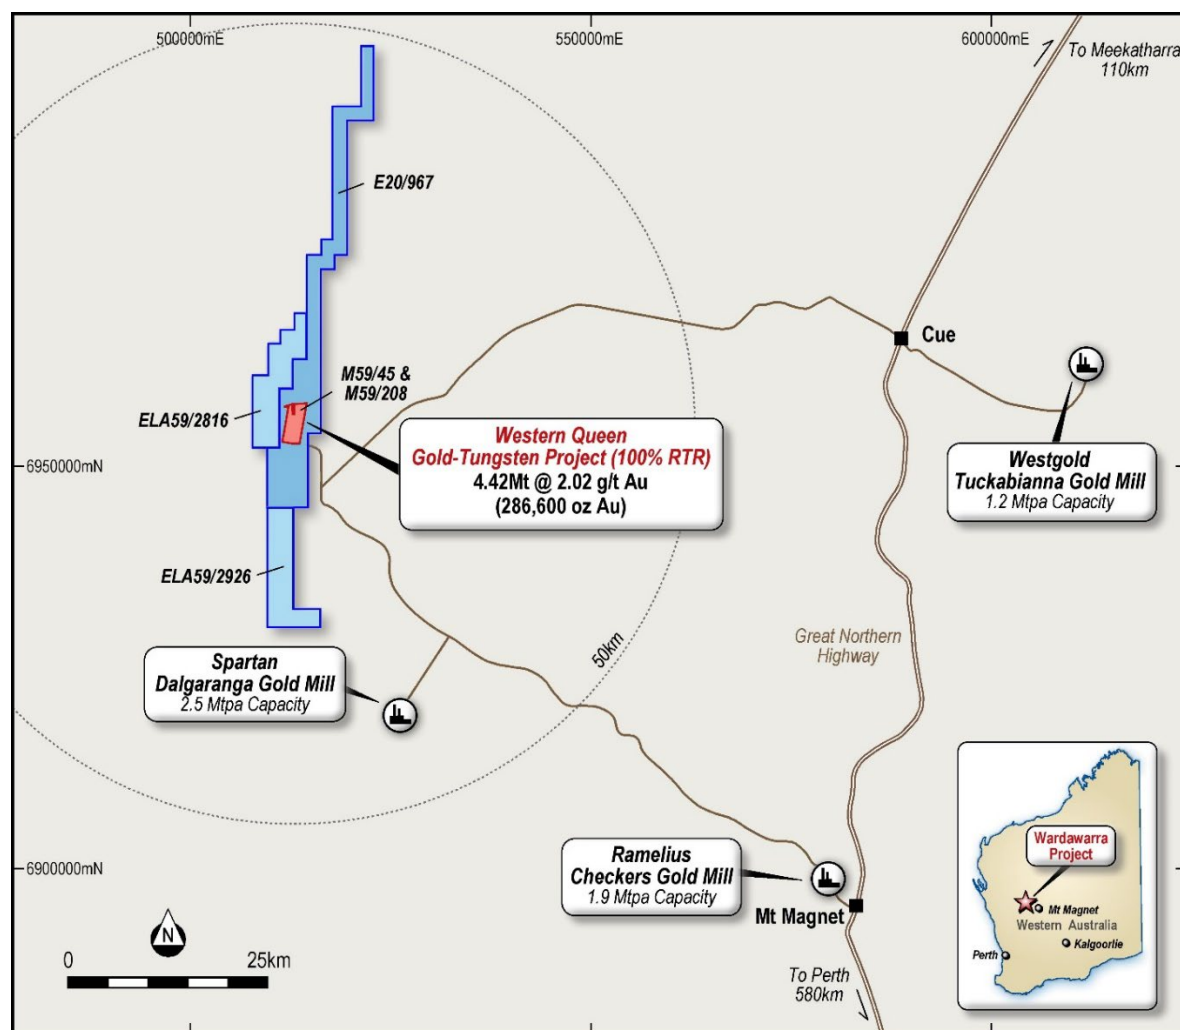 500000mE
550000mE
600000mE
To Meekatharra
110km
E20/967
M59/45 &
M59/208
ELA59/2816
Cue
Western Queen
Gold-Tungsten Project (100% RTR)
4.42Mt @ 2.02 g/t Au
(286,600 oz Au)
Westgold
Tuckabianna Gold Mill
1.2 Mtpa Capacity
6950000mN
ELA59/2926
50km
Great Northern
Highway
Spartan
Dalgaranga Gold Mill
2.5 Mtpa Capacity
Ramelius
Checkers Gold Mill
1.9 Mtpa Capacity
6900000mN
Mt Magnet
To Perth
580km
N
0
25km
Wardawarra
Project
Mt Magnet
Western Australia
Kalgoorlie
Perth